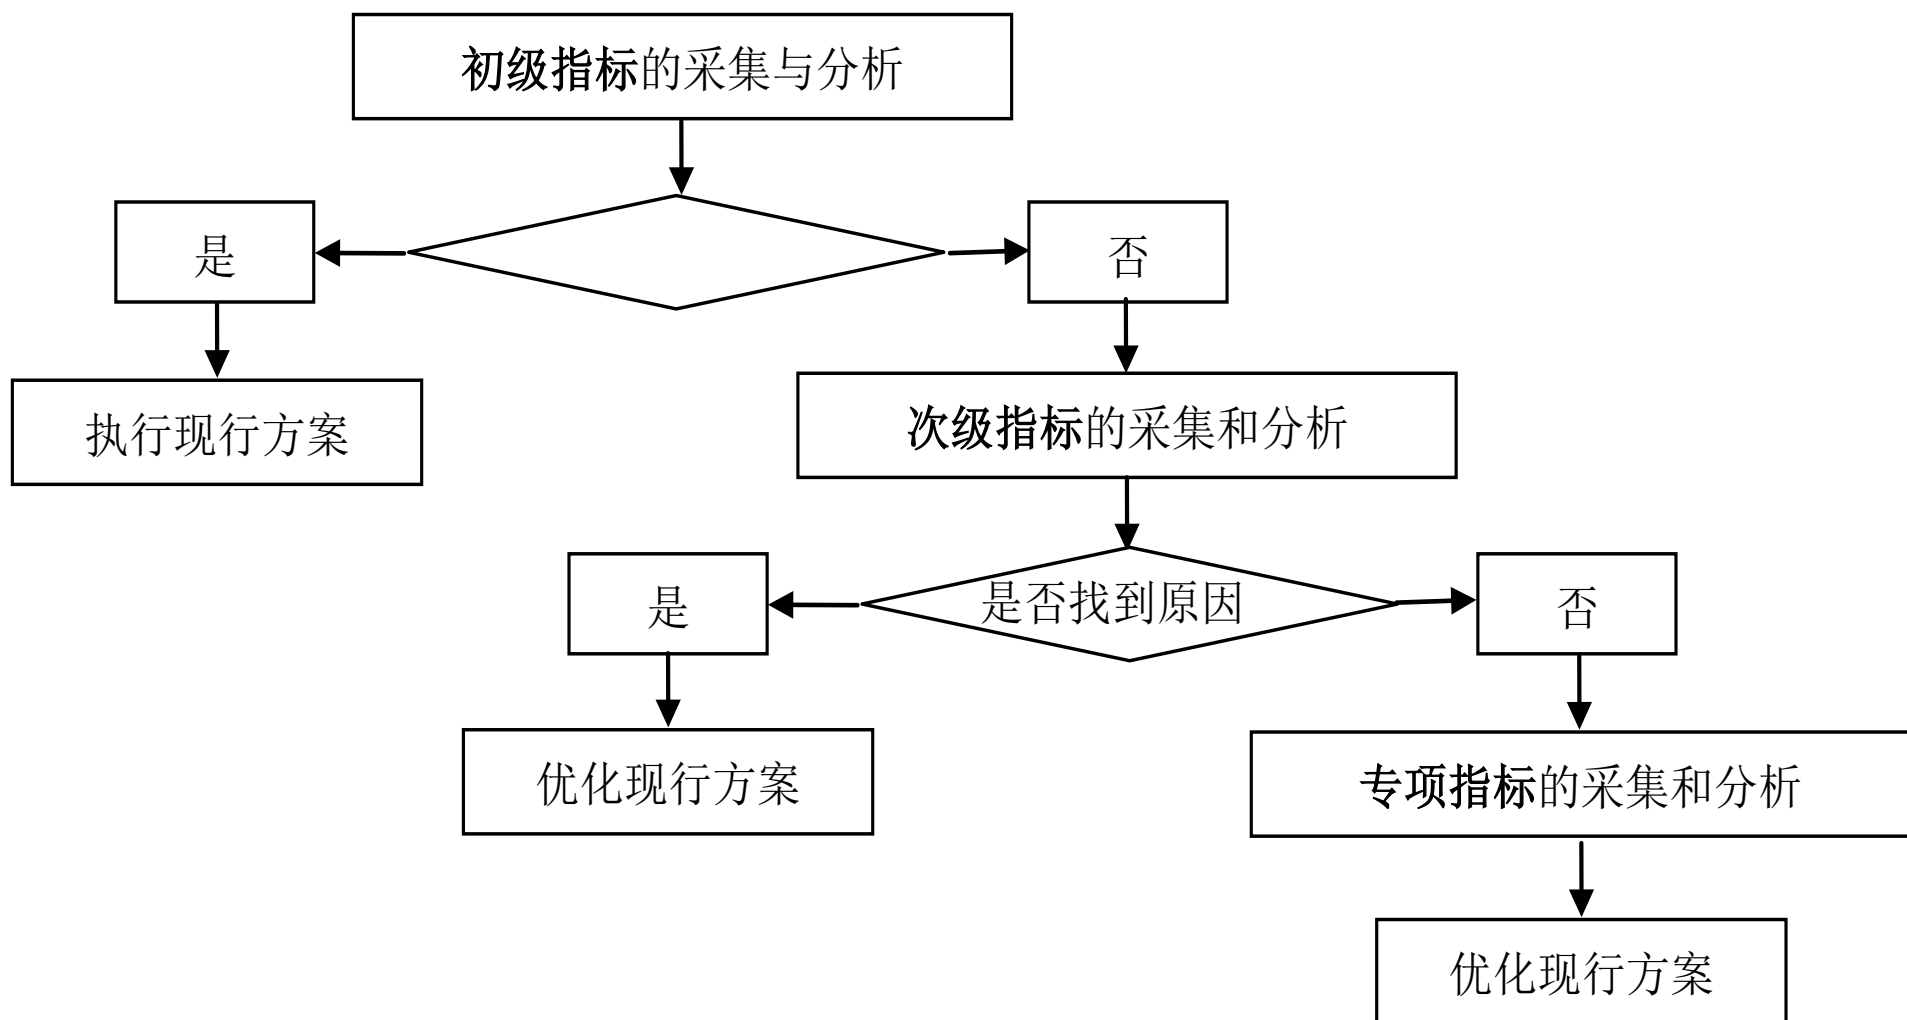 初级指标的采集与分析
是
否
执行现行方案
次级指标的采集和分析
是
是否找到原因
否
优化现行方案
专项指标的采集和分析
优化现行方案